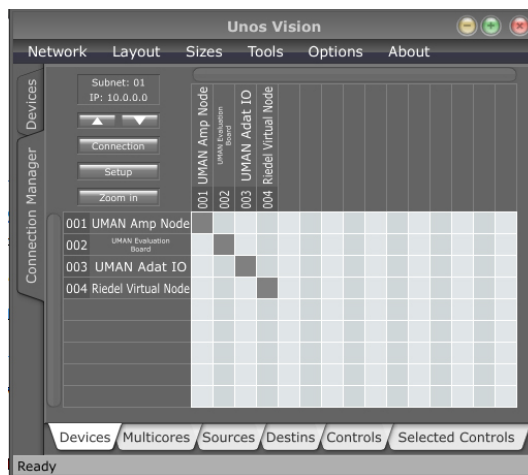 Unos Vision
Network Layout Sizes Tools Options About
Devices
Connection Manager
Subnet: 01
IP: 10.0.0.0
Connection
Setup
Zoom in
001 UMAN Amp Node
002 UMAN Evaluation Board
003 UMAN Adat IO
004 Riedel Virtual Node
001 UMAN Amp Node
002 UMAN Evaluation Board
003 UMAN Adat IO
004 Riedel Virtual Node
Devices Multicores Sources Destins Controls Selected Controls
Ready